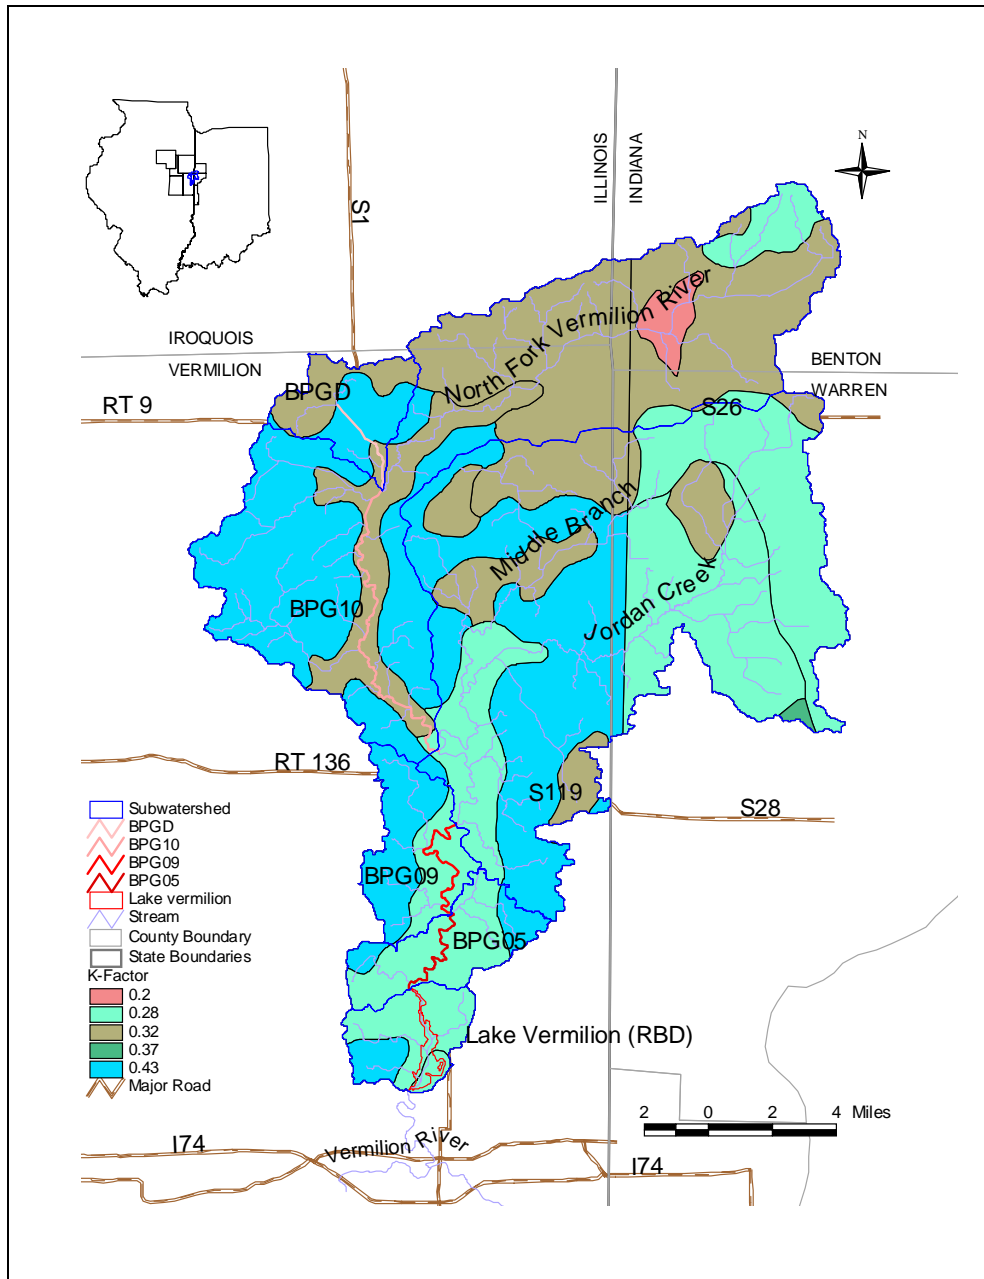 N
ILLINOIS
INDIANA
S1
North Fork Vermilion River
IROQUOIS
VERMILION
BENTON
WARREN
BPGD
RT 9
S26
Middle Branch
Jordan Creek
BPG10
RT 136
S119
S28
BPG09
BPG05
Subwatershed
BPGD
BPG10
BPG09
BPG05
Lake vermilion
Stream
County Boundary
State Boundaries
K-Factor
0.2
0.28
0.32
0.37
0.43
Major Road
Lake Vermilion (RBD)
2 0 2 4 Miles
I74
Vermilion River
I74